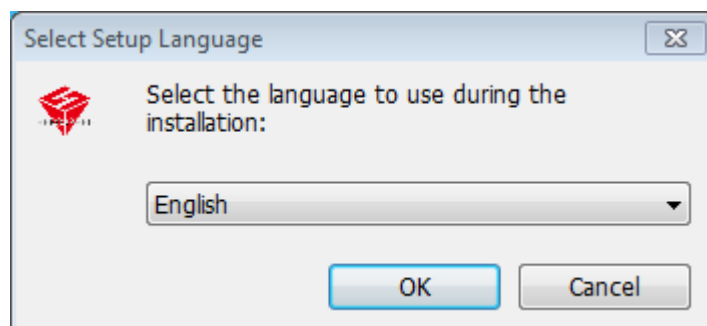 Select Setup Language
Select the language to use during the
installation:
English
OK
Cancel